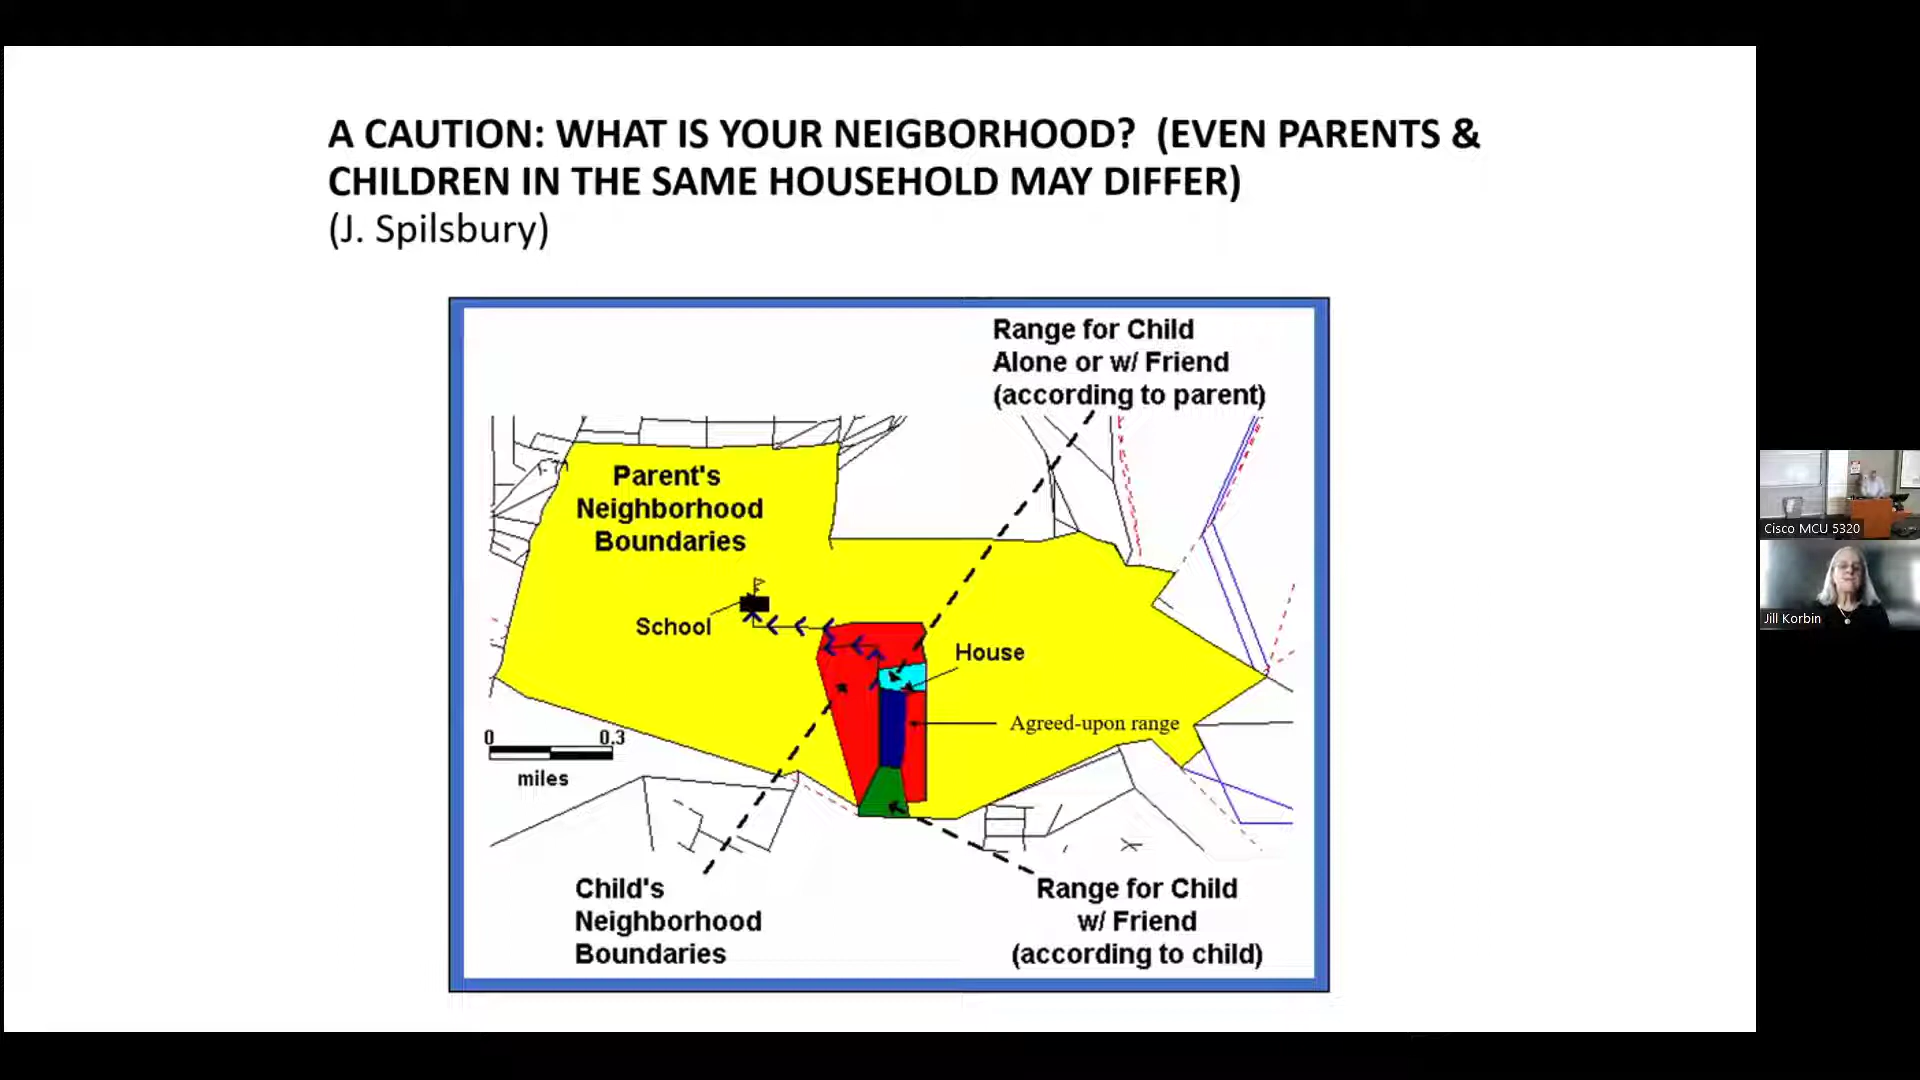 A CAUTION: WHAT IS YOUR NEIGBORHOOD?  (EVEN PARENTS &
CHILDREN IN THE SAME HOUSEHOLD MAY DIFFER)
(J. Spilsbury)
Range for Child
Alone or w/ Friend
(according to parent)
Parent's
Neighborhood
Boundaries
School
House
Agreed-upon range
0 0.3
miles
Child's
Neighborhood
Boundaries
Range for Child
w/ Friend
(according to child)
Cisco MCU 5320
Jill Korbin